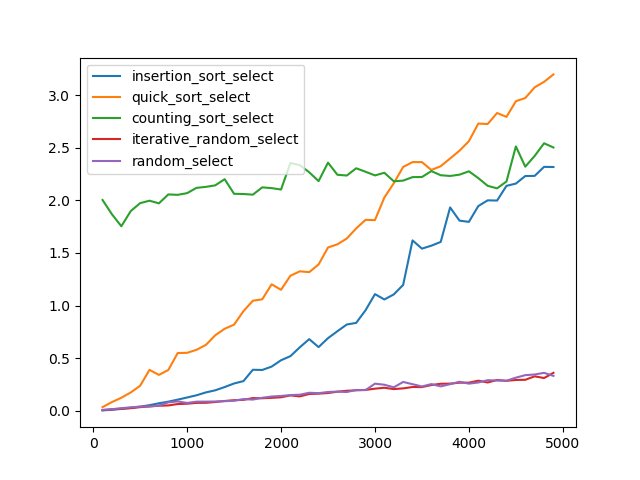 insertion_sort_select
quick_sort_select
counting_sort_select
iterative_random_select
random_select
3.0
2.5
2.0
1.5
1.0
0.5
0.0
0 1000 2000 3000 4000 5000